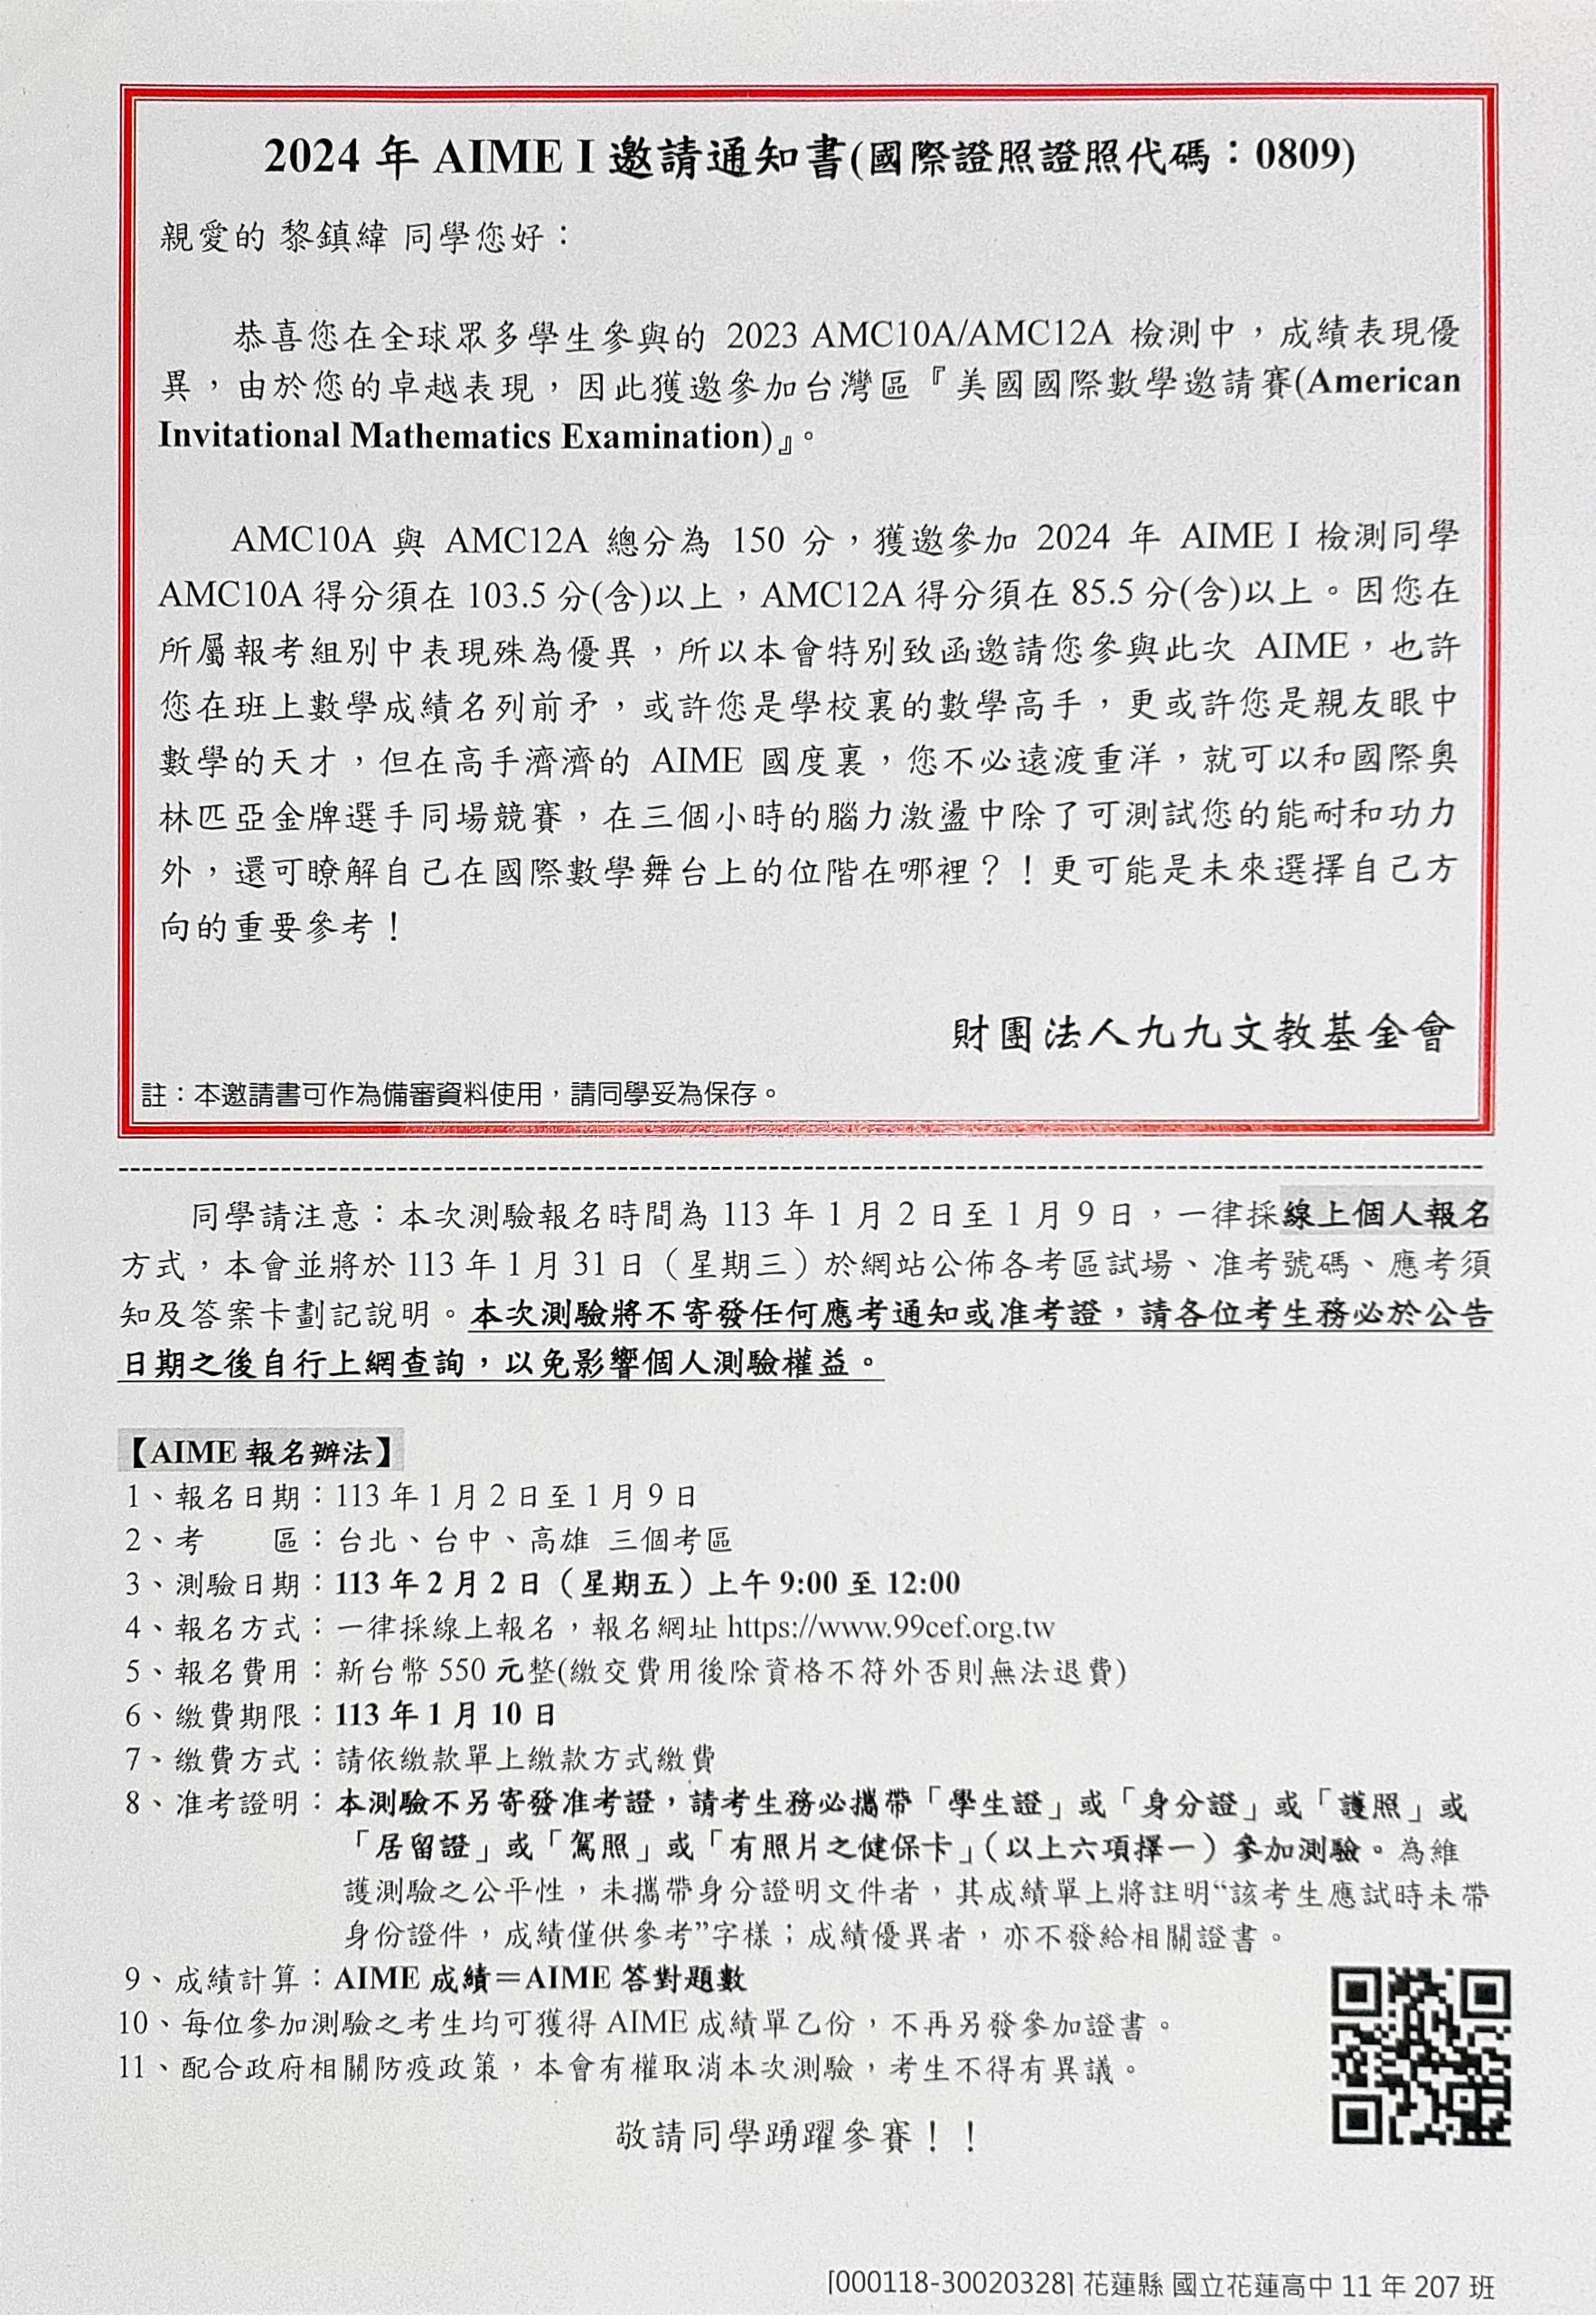 2024 年 AIME I 邀請通知書(國際證照證照代碼：0809)
親愛的 黎鎮緯 同學您好：
恭喜您在全球眾多學生參與的 2023 AMC10A/AMC12A 檢測中，成績表現優
異，由於您的卓越表現，因此獲邀參加台灣區『美國國際數學邀請賽(American
Invitational Mathematics Examination)』。
AMC10A 與 AMC12A 總分為 150 分，獲邀參加 2024 年 AIME I 檢測同學
AMC10A 得分須在 103.5 分(含)以上，AMC12A 得分須在 85.5 分(含)以上。因您在
所屬報考組別中表現殊為優異，所以本會特別致函邀請您參與此次 AIME，也許
您在班上數學成績名列前矛，或許您是學校裏的數學高手，更或許您是親友眼中
數學的天才，但在高手濟濟的 AIME 國度裏，您不必遠渡重洋，就可以和國際奧
林匹亞金牌選手同場競賽，在三個小時的腦力激盪中除了可測試您的能耐和功力
外，還可瞭解自己在國際數學舞台上的位階在哪裡？！更可能是未來選擇自己方
向的重要參考！
財團法人九九文教基金會
註：本邀請書可作為備審資料使用，請同學妥為保存。
同學請注意：本次測驗報名時間為 113 年 1 月 2 日至 1 月 9 日，一律採線上個人報名
方式，本會並將於 113 年 1 月 31 日（星期三）於網站公佈各考區試場、准考號碼、應考須
知及答案卡劃記說明。本次測驗將不寄發任何應考通知或准考證，請各位考生務必於公告
日期之後自行上網查詢，以免影響個人測驗權益。
【AIME 報名辦法】
1、報名日期：113 年 1 月 2 日至 1 月 9 日
2、考　　區：台北、台中、高雄 三個考區
3、測驗日期：113 年 2 月 2 日（星期五）上午 9:00 至 12:00
4、報名方式：一律採線上報名，報名網址 https://www.99cef.org.tw
5、報名費用：新台幣 550 元整(繳交費用後除資格不符外否則無法退費)
6、繳費期限：113 年 1 月 10 日
7、繳費方式：請依繳款單上繳款方式繳費
8、准考證明：本測驗不另寄發准考證，請考生務必攜帶「學生證」或「身分證」或「護照」或
「居留證」或「駕照」或「有照片之健保卡」（以上六項擇一）參加測驗。為維
護測驗之公平性，未攜帶身分證明文件者，其成績單上將註明“該考生應試時未帶
身份證件，成績僅供參考”字樣；成績優異者，亦不發給相關證書。
9、成績計算：AIME 成績＝AIME 答對題數
10、每位參加測驗之考生均可獲得 AIME 成績單乙份，不再另發參加證書。
11、配合政府相關防疫政策，本會有權取消本次測驗，考生不得有異議。
敬請同學踴躍參賽！！
[000118-30020328] 花蓮縣 國立花蓮高中 11 年 207 班